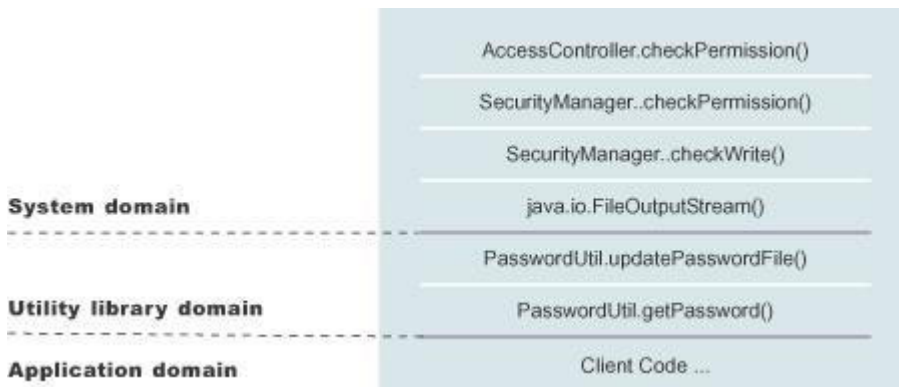 AccessController.checkPermission()
SecurityManager..checkPermission()
SecurityManager..checkWrite()
System domain java.io.FileOutputStream()
PasswordUtil.updatePasswordFile()
Utility library domain PasswordUtil.getPassword()
Application domain Client Code ...